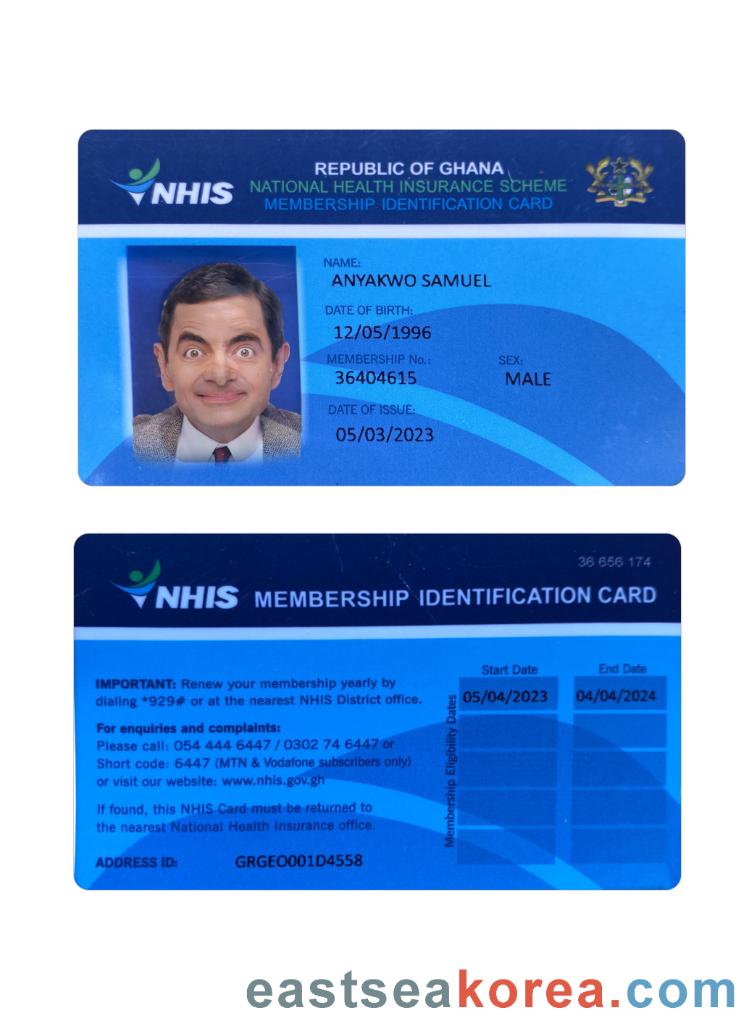 NHIS
REPUBLIC OF GHANA
NATIONAL HEALTH INSURANCE SCHEME
MEMBERSHIP IDENTIFICATION CARD
NAME:
ANYAKWO SAMUEL
DATE OF BIRTH:
12/05/1996
MEMBERSHIP No.: SEX:
36404615 MALE
DATE OF ISSUE:
05/03/2023
36 656 174
NHIS MEMBERSHIP IDENTIFICATION CARD
IMPORTANT: Renew your membership yearly by
dialing *929# or at the nearest NHIS District office.
For enquiries and complaints:
Please call: 054 444 6447 / 0302 74 6447 or
Short code: 6447 (MTN & Vodafone subscribers only)
or visit our website: www.nhis.gov.gh
If found, this NHIS Card must be returned to
the nearest National Health Insurance office.
ADDRESS ID: GRGEO001D4558
Membership Eligibility Dates
Start Date End Date
05/04/2023 04/04/2024
eastseakorea.com